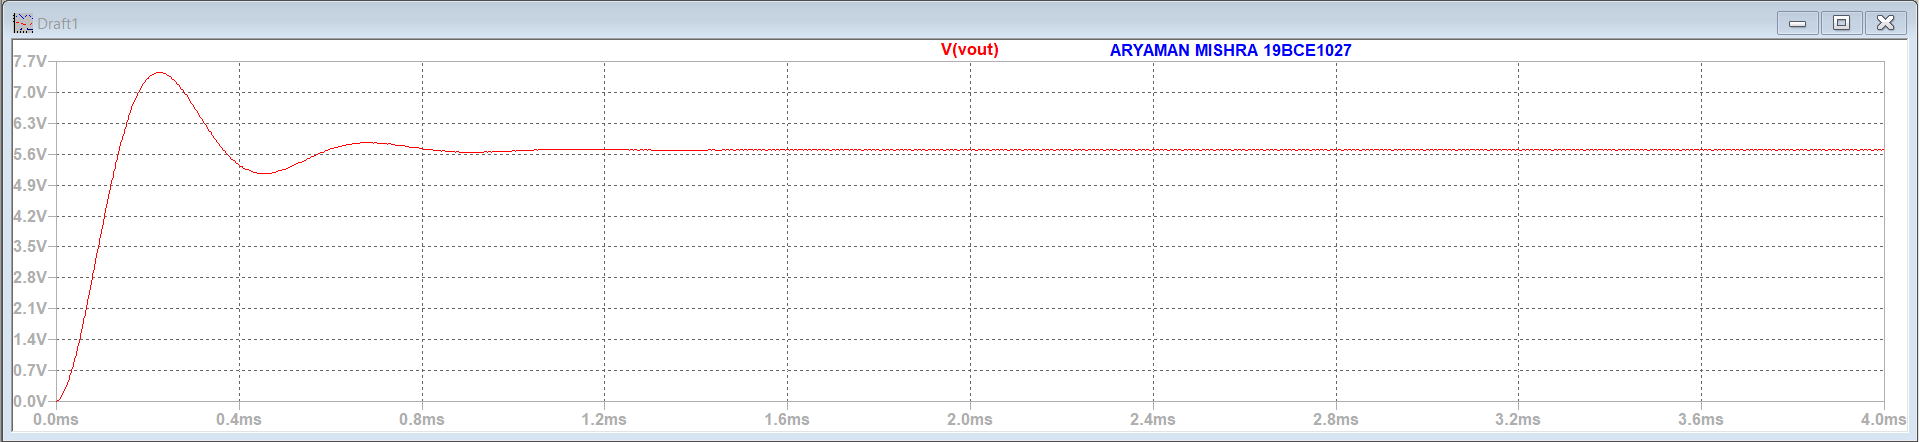 Draft1
V(vout) ARYAMAN MISHRA 19BCE1027
7.7V
7.0V
6.3V
5.6V
4.9V
4.2V
3.5V
2.8V
2.1V
1.4V
0.7V
0.0V
0.0ms 0.4ms 0.8ms 1.2ms 1.6ms 2.0ms 2.4ms 2.8ms 3.2ms 3.6ms 4.0ms